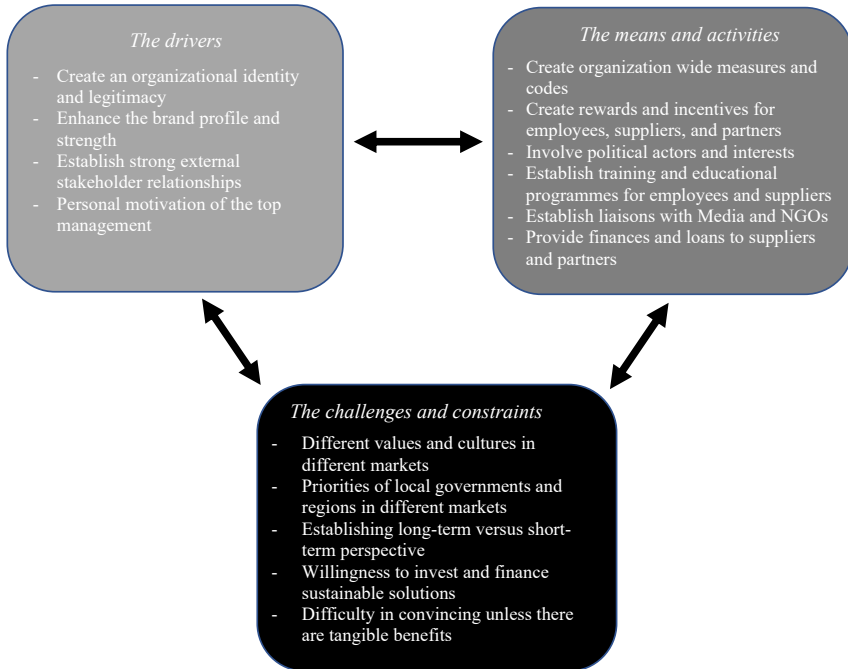 The drivers
- Create an organizational identity
and legitimacy
- Enhance the brand profile and
strength
- Establish strong external
stakeholder relationships
- Personal motivation of the top
management
The means and activities
- Create organization wide measures and
codes
- Create rewards and incentives for
employees, suppliers, and partners
- Involve political actors and interests
- Establish training and educational
programmes for employees and suppliers
- Establish liaisons with Media and NGOs
- Provide finances and loans to suppliers
and partners
The challenges and constraints
- Different values and cultures in
different markets
- Priorities of local governments and
regions in different markets
- Establishing long-term versus short-
term perspective
- Willingness to invest and finance
sustainable solutions
- Difficulty in convincing unless there
are tangible benefits